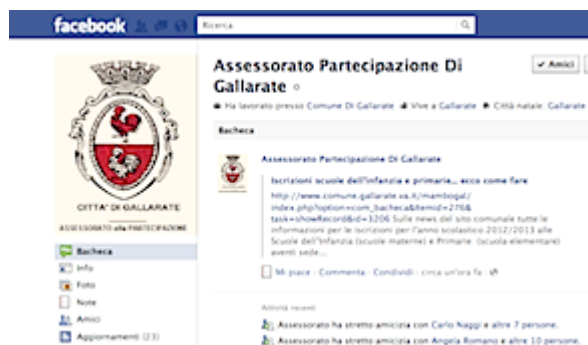 facebook
Ricerca
Assessorato Partecipazione Di
Gallarate
Amici
Ha lavorato presso Comune Di Gallarate Vive a Gallarate Città natale: Gallarate
Bacheca
Assessorato Partecipazione Di Gallarate
Iscrizioni scuole dell'infanzia e primarie... ecco come fare
http://www.comune.gallarate.va.it/mambogal/
index.php?option=com_bacheca&Itemid=276&
task=showRecord&id=3206 Sulle news del sito comunale tutte le
informazioni per le iscrizioni per l'anno scolastico 2012/2013 alle
Scuole dell'Infanzia (scuole materne) e Primarie (scuola elementare)
aventi sede...
Mi piace · Commenta · Condividi · circa un'ora fa
Attività recenti
Assessorato ha stretto amicizia con Carlo Naggi e altre 7 persone.
Assessorato ha stretto amicizia con Angela Romano e altre 10 persone.
CITTA' DI GALLARATE
ASSESSORATO alla PARTECIPAZIONE
Bacheca
Info
Foto
Note
Amici
Aggiornamenti (23)